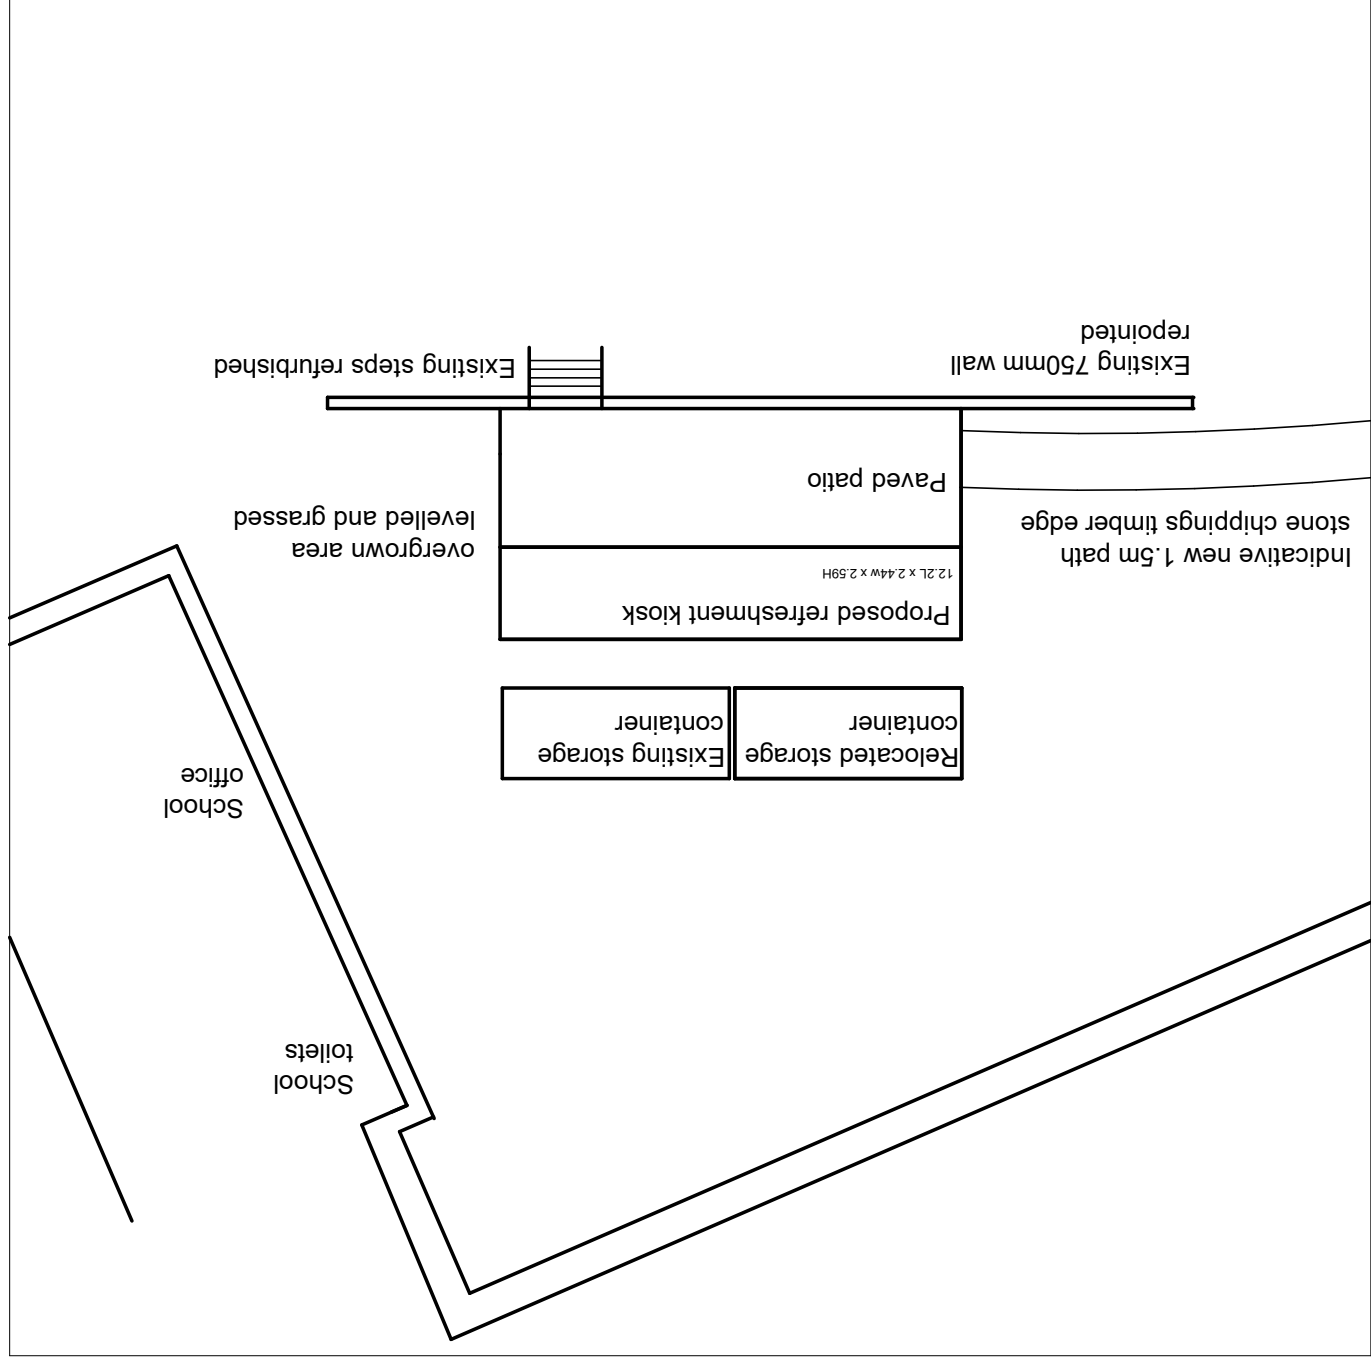 School
toilets
School
office
Relocated storage
container
Existing storage
container
Proposed refreshment kiosk
12.2L x 2.44w x 2.59H
Indicative new 1.5m path
stone chippings timber edge
overgrown area
levelled and grassed
Paved patio
Existing 750mm wall
repointed
Existing steps refurbished